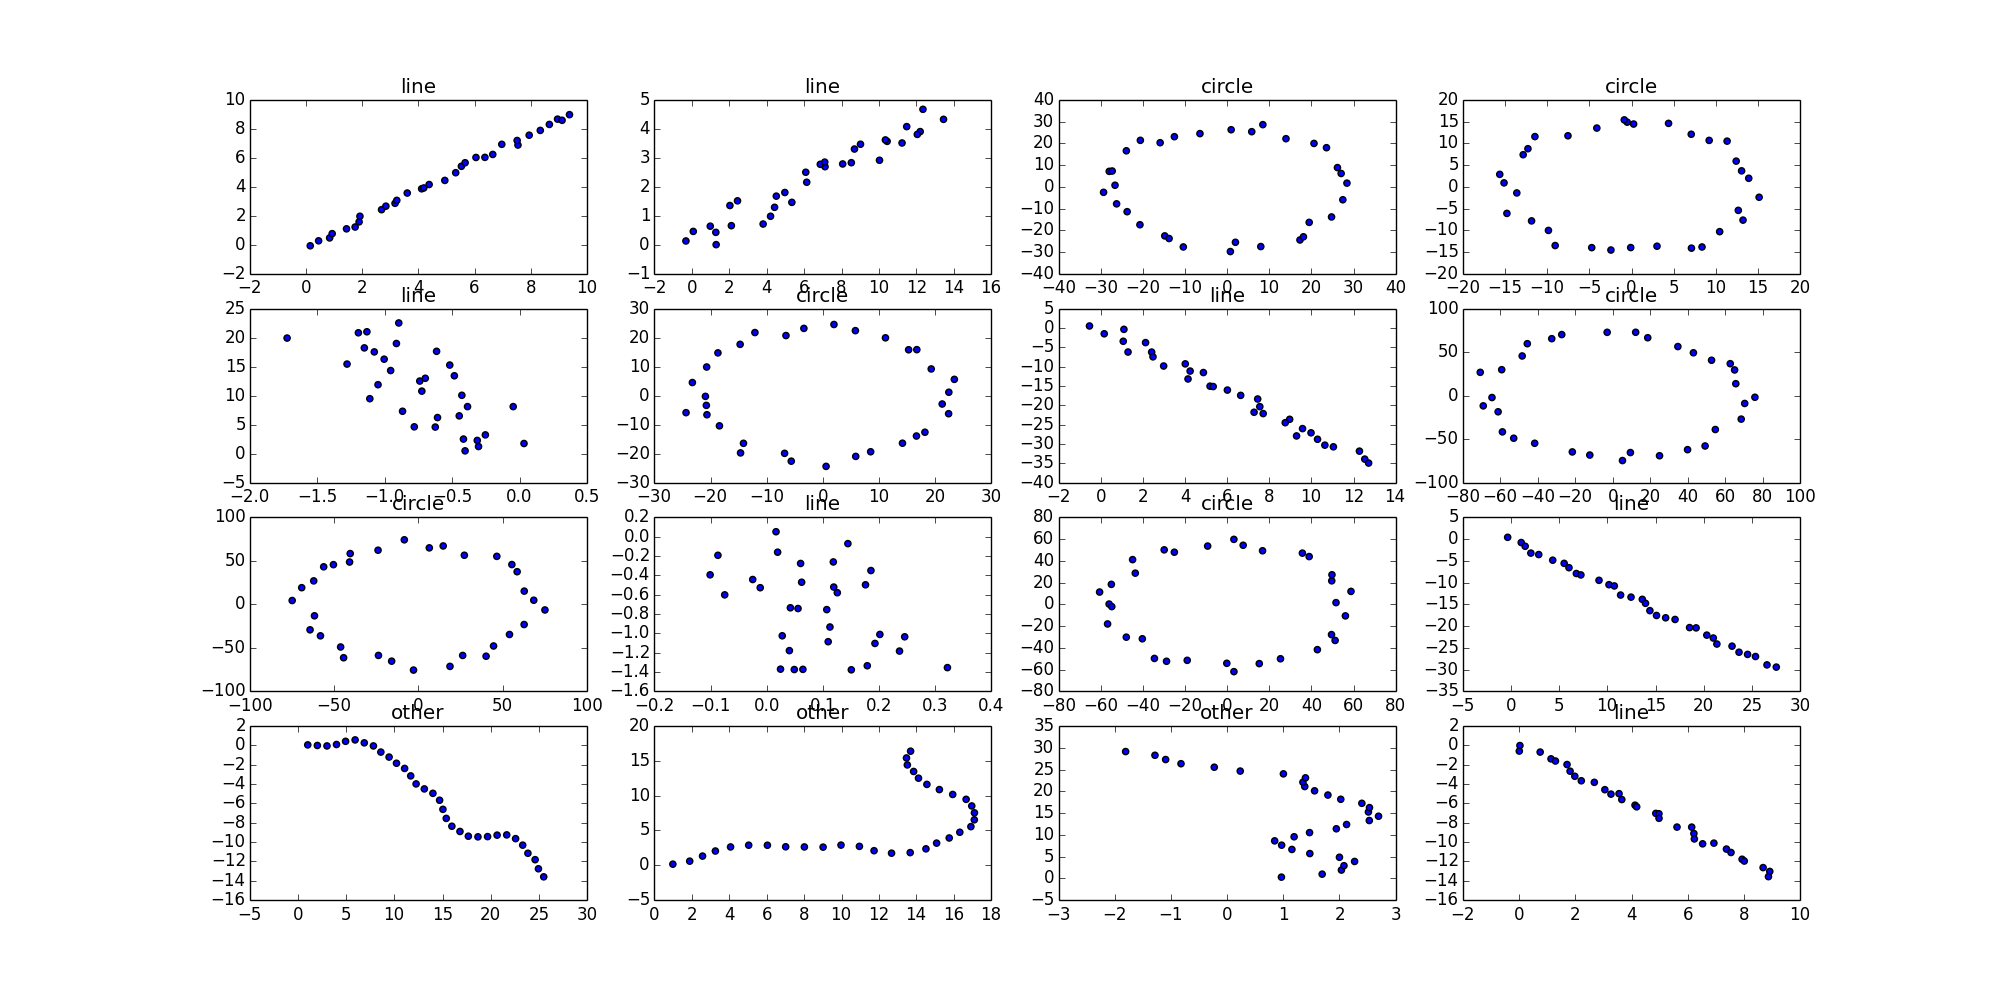 line line circle circle
10 5 40 20
8 4 30 15
6 3 20 10
4 2 10 5
2 1 0 0
0 0 −10 −5
−2 −1 −20 −10
−30 −15
−40 −20
−2 0 2 4 6 8 10
−2 0 2 4 6 8 10 12 14 16
−40 −30 −20 −10 0 10 20 30 40
−20 −15 −10 −5 0 5 10 15 20
line circle line circle
25 30 5 100
20 20 0 50
15 10 −5 0
10 0 −10 −50
5 −10 −15 −100
0 −20 −20
−5 −30 −25
−30
−35
−40
−2.0 −1.5 −1.0 −0.5 0.0 0.5
−30 −20 −10 0 10 20 30
−2 0 2 4 6 8 10 12 14
−80 −60 −40 −20 0 20 40 60 80 100
circle line circle line
100 0.2 80 5
50 0.0 60 0
0 −0.2 40 −5
−50 −0.4 20 −10
−100 −0.6 0 −15
−0.8 −20 −20
−1.0 −40 −25
−1.2 −60 −30
−1.4 −80 −35
−1.6
−100 −50 0 50 100
−0.2 −0.1 0.0 0.1 0.2 0.3 0.4
−80 −60 −40 −20 0 20 40 60 80
−5 0 5 10 15 20 25 30
other other other line
2 20 35 2
0 15 30 0
−2 10 25 −2
−4 5 20 −4
−6 0 15 −6
−8 −5 10 −8
−10 5 −10
−12 0 −12
−14 −5 −14
−16 −16
−5 0 5 10 15 20 25 30
0 2 4 6 8 10 12 14 16 18
−3 −2 −1 0 1 2 3
−2 0 2 4 6 8 10